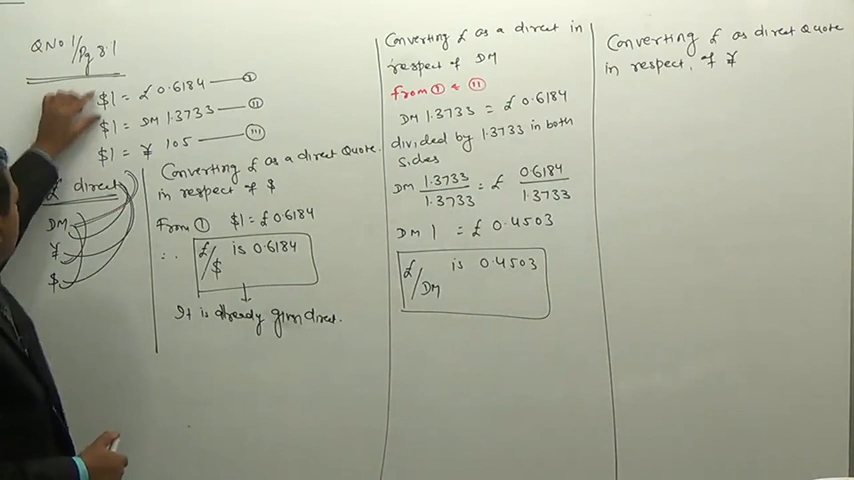 QNo 1/Pg 8.1
$1 = £ 0.6184 —— I
$1 = DM 1.3733 —— II
$1 = ¥ 105 —— III
£ direct
DM
¥
$
Converting £ as a direct Quote.
in respect of $
From I $1 = £ 0.6184
∴ £/$ is 0.6184
It is already given direct.
Converting £ as a direct in
respect of DM
From I & II
DM 1.3733 = £ 0.6184
divided by 1.3733 in both
sides
DM 1.3733/1.3733 = £ 0.6184/1.3733
DM 1 = £ 0.4503
£/DM is 0.4503
Converting £ as direct Quote
in respect, of ¥